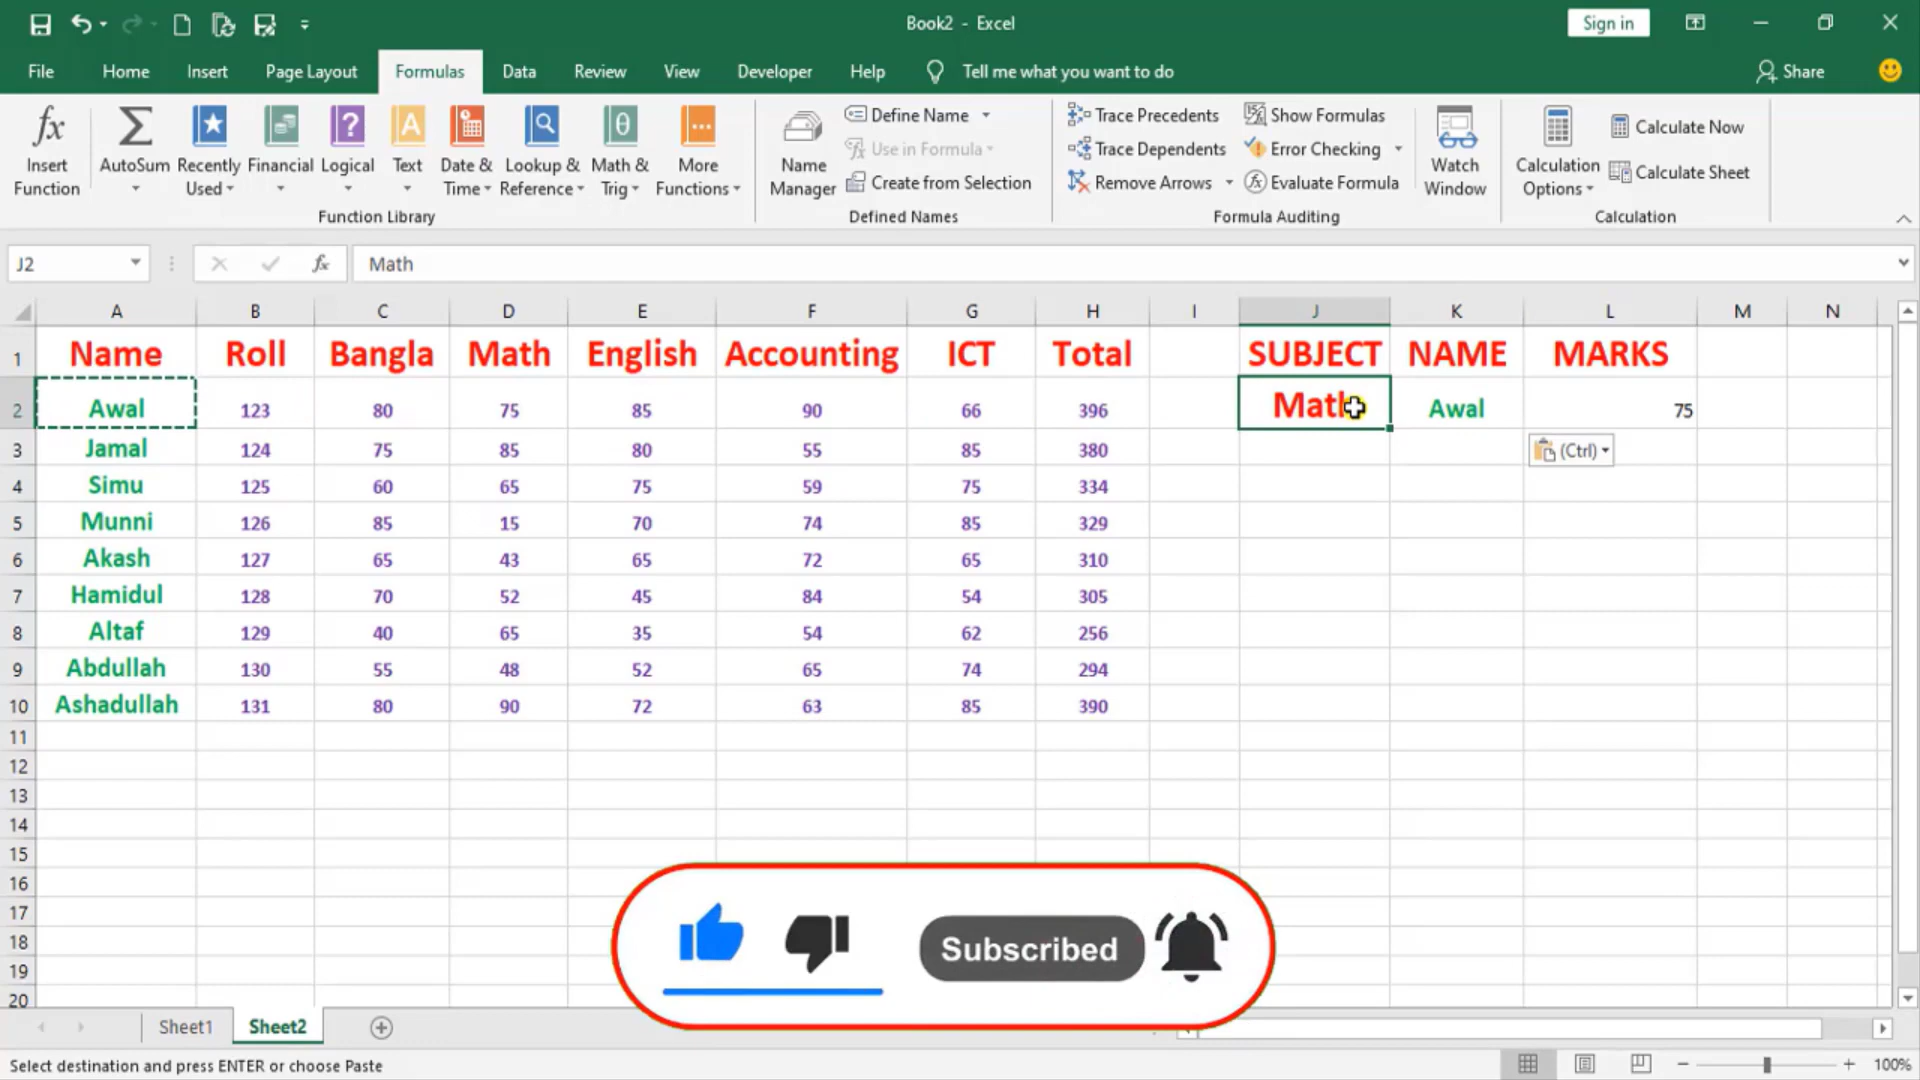 Book2 - Excel
Sign in
File Home Insert Page Layout Formulas Data Review View Developer Help Tell me what you want to do Share
Insert Function
AutoSum
Recently Used
Financial
Logical
Text
Date & Time
Lookup & Reference
Math & Trig
More Functions
Function Library
Name Manager
Define Name
Use in Formula
Create from Selection
Defined Names
Trace Precedents
Trace Dependents
Remove Arrows
Show Formulas
Error Checking
Evaluate Formula
Formula Auditing
Watch Window
Calculation Options
Calculate Now
Calculate Sheet
Calculation
J2 fx Math
A B C D E F G H I J K L M N
1 Name Roll Bangla Math English Accounting ICT Total SUBJECT NAME MARKS
2 Awal 123 80 75 85 90 66 396 Math Awal 75
3 Jamal 124 75 85 80 55 85 380 (Ctrl)
4 Simu 125 60 65 75 59 75 334
5 Munni 126 85 15 70 74 85 329
6 Akash 127 65 43 65 72 65 310
7 Hamidul 128 70 52 45 84 54 305
8 Altaf 129 40 65 35 54 62 256
9 Abdullah 130 55 48 52 65 74 294
10 Ashadullah 131 80 90 72 63 85 390
11
12
13
14
15
16
17
18
19
20
Subscribed
Sheet1 Sheet2
Select destination and press ENTER or choose Paste
100%